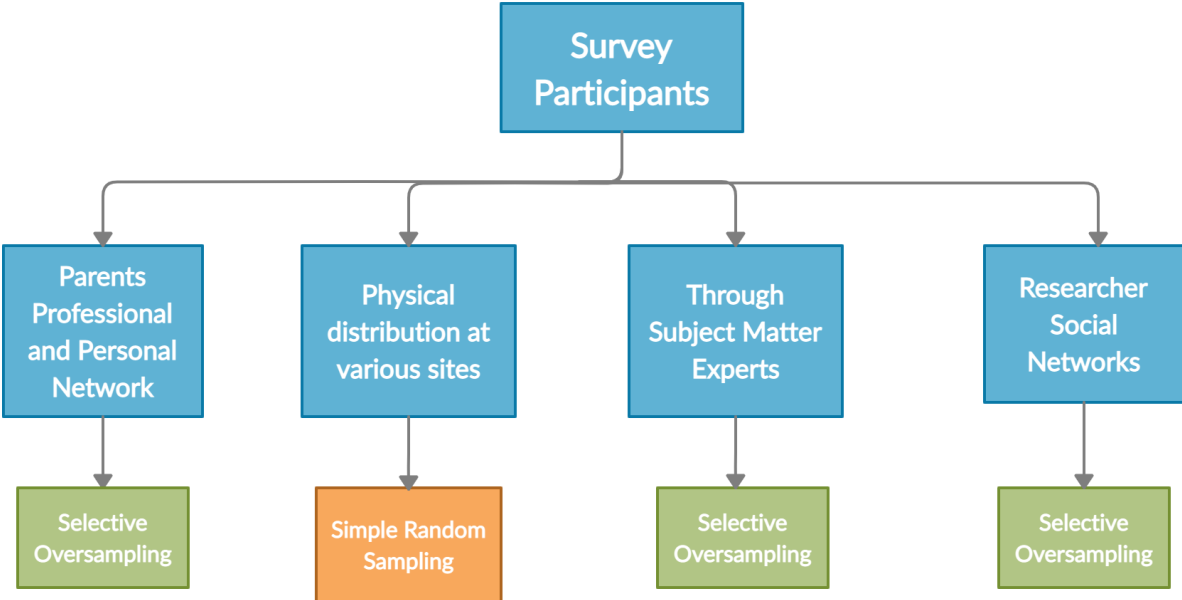 Survey
Participants
Parents
Professional
and Personal
Network
Physical
distribution at
various sites
Through
Subject Matter
Experts
Researcher
Social
Networks
Selective
Oversampling
Simple Random
Sampling
Selective
Oversampling
Selective
Oversampling